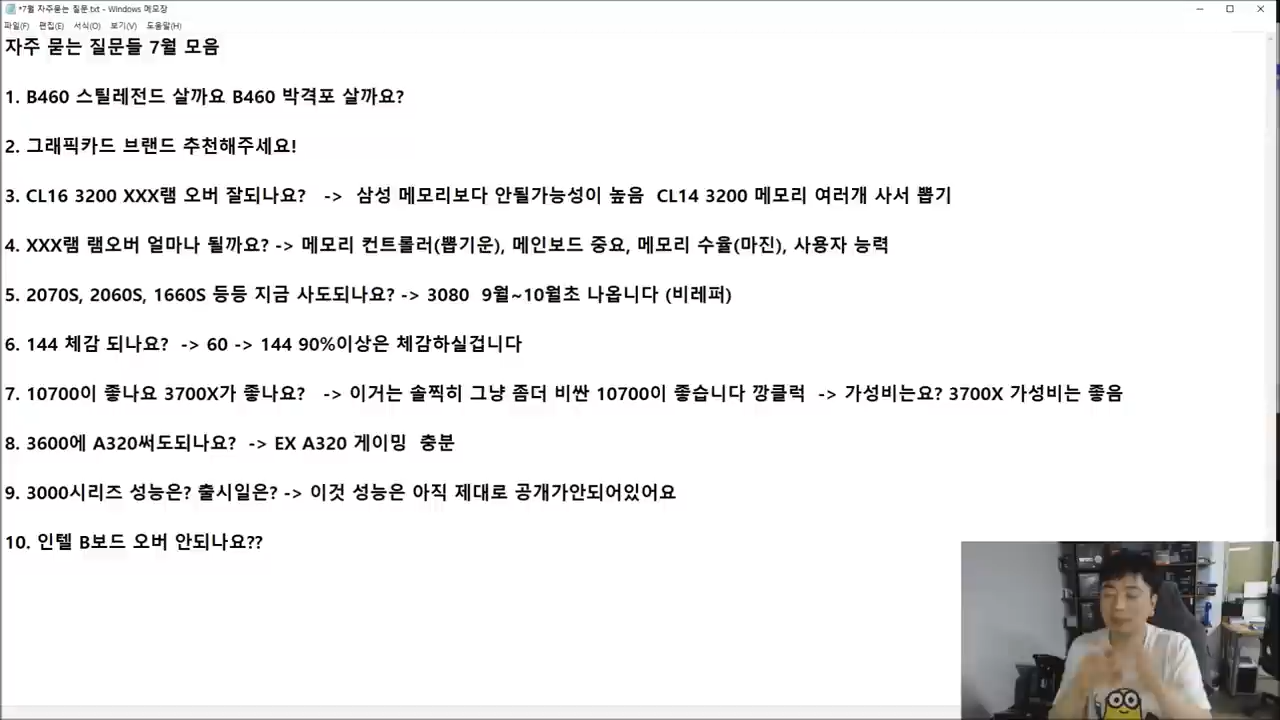 *7월 자주묻는 질문.txt - Windows 메모장
파일(F) 편집(E) 서식(O) 보기(V) 도움말(H)
자주 묻는 질문들 7월 모음
1. B460 스틸레전드 살까요 B460 박격포 살까요?
2. 그래픽카드 브랜드 추천해주세요!
3. CL16 3200 XXX램 오버 잘되나요? -> 삼성 메모리보다 안될가능성이 높음 CL14 3200 메모리 여러개 사서 뽑기
4. XXX램 램오버 얼마나 될까요? -> 메모리 컨트롤러(뽑기운), 메인보드 중요, 메모리 수율(마진), 사용자 능력
5. 2070S, 2060S, 1660S 등등 지금 사도되나요? -> 3080 9월~10월초 나옵니다 (비레퍼)
6. 144 체감 되나요? -> 60 -> 144 90%이상은 체감하실겁니다
7. 10700이 좋나요 3700X가 좋나요? -> 이거는 솔찍히 그냥 좀더 비싼 10700이 좋습니다 깡클럭 -> 가성비는요? 3700X 가성비는 좋음
8. 3600에 A320써도되나요? -> EX A320 게이밍 충분
9. 3000시리즈 성능은? 출시일은? -> 이것 성능은 아직 제대로 공개가안되어있어요
10. 인텔 B보드 오버 안되나요??